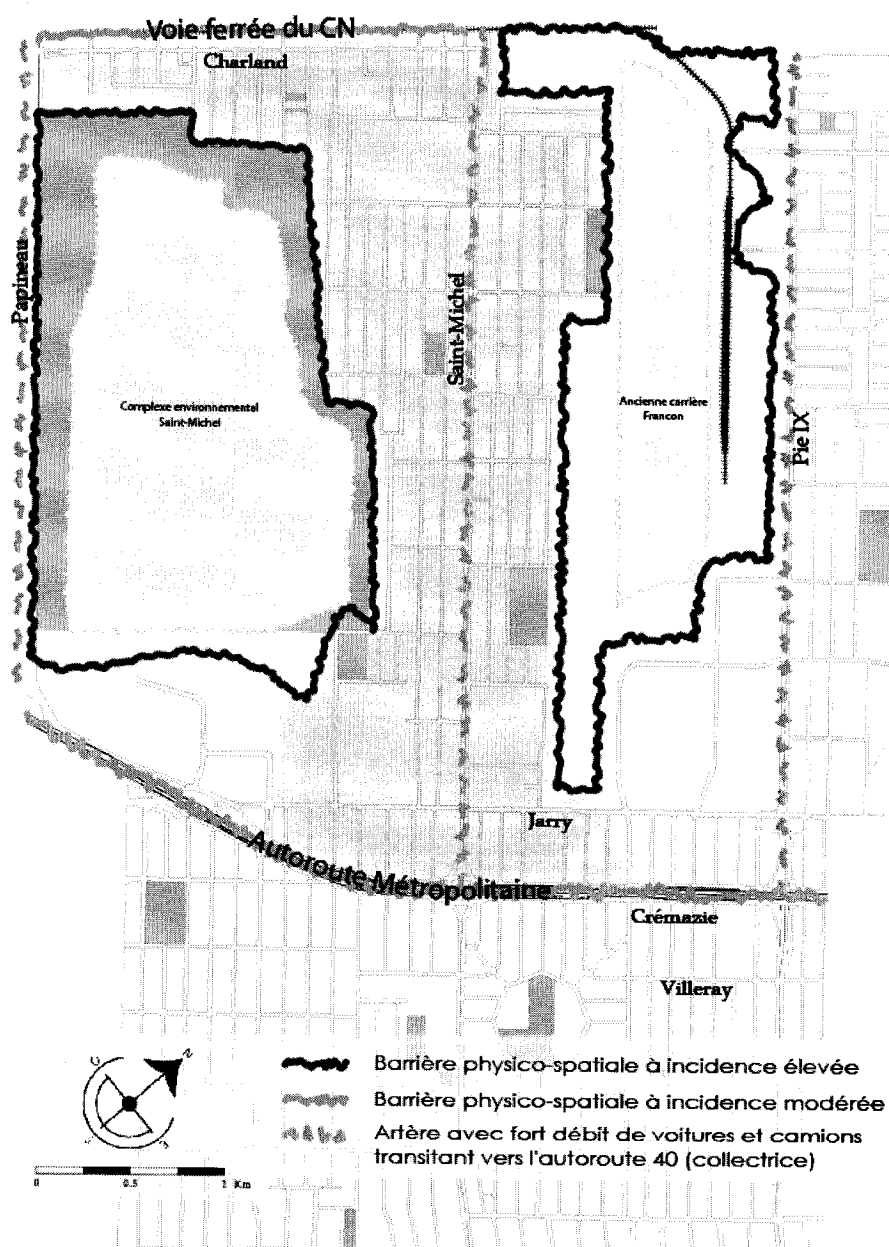 Voie ferrée du CN
Charland
Papineau
Saint-Michel
Complexe environnemental
Saint-Michel
Ancienne carrière
Francon
Pie IX
Jarry
Autoroute Métropolitaine
Crémazie
Villeray
N
Barrière physico-spatiale à incidence élevée
Barrière physico-spatiale à incidence modérée
Artère avec fort débit de voitures et camions
transitant vers l'autoroute 40 (collectrice)
0 0.5 1 Km